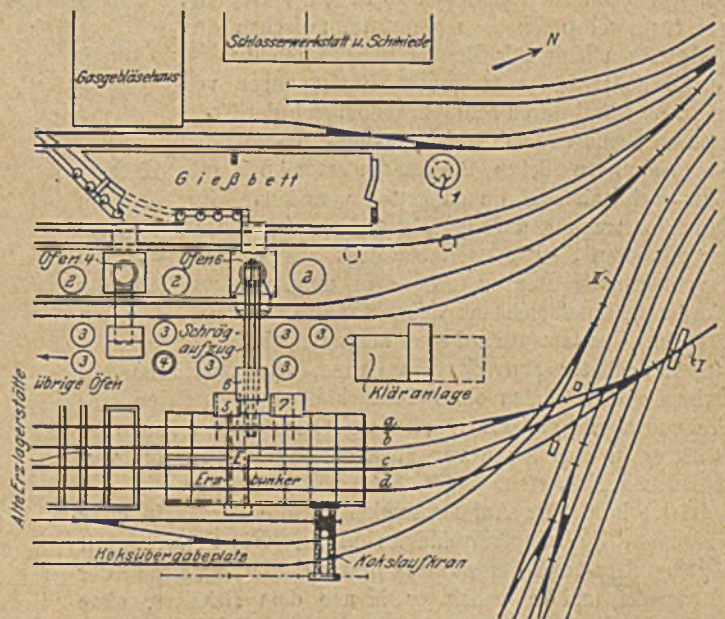 Schlosserwerkstatt u. Schmiede
N
Gasgebläsehaus
Gießbett
1
Ofen 4
Ofen 6
2
2
2
II
3
3
3
3
Schräg-
aufzug
3
4
3
3
I
übrige Öfen
6
Kläranlage
5
7
a
b
c
d
E
Erz bunker
Alte Erzlagerstätte
Koksübergabeplatz
Kokslaufkran